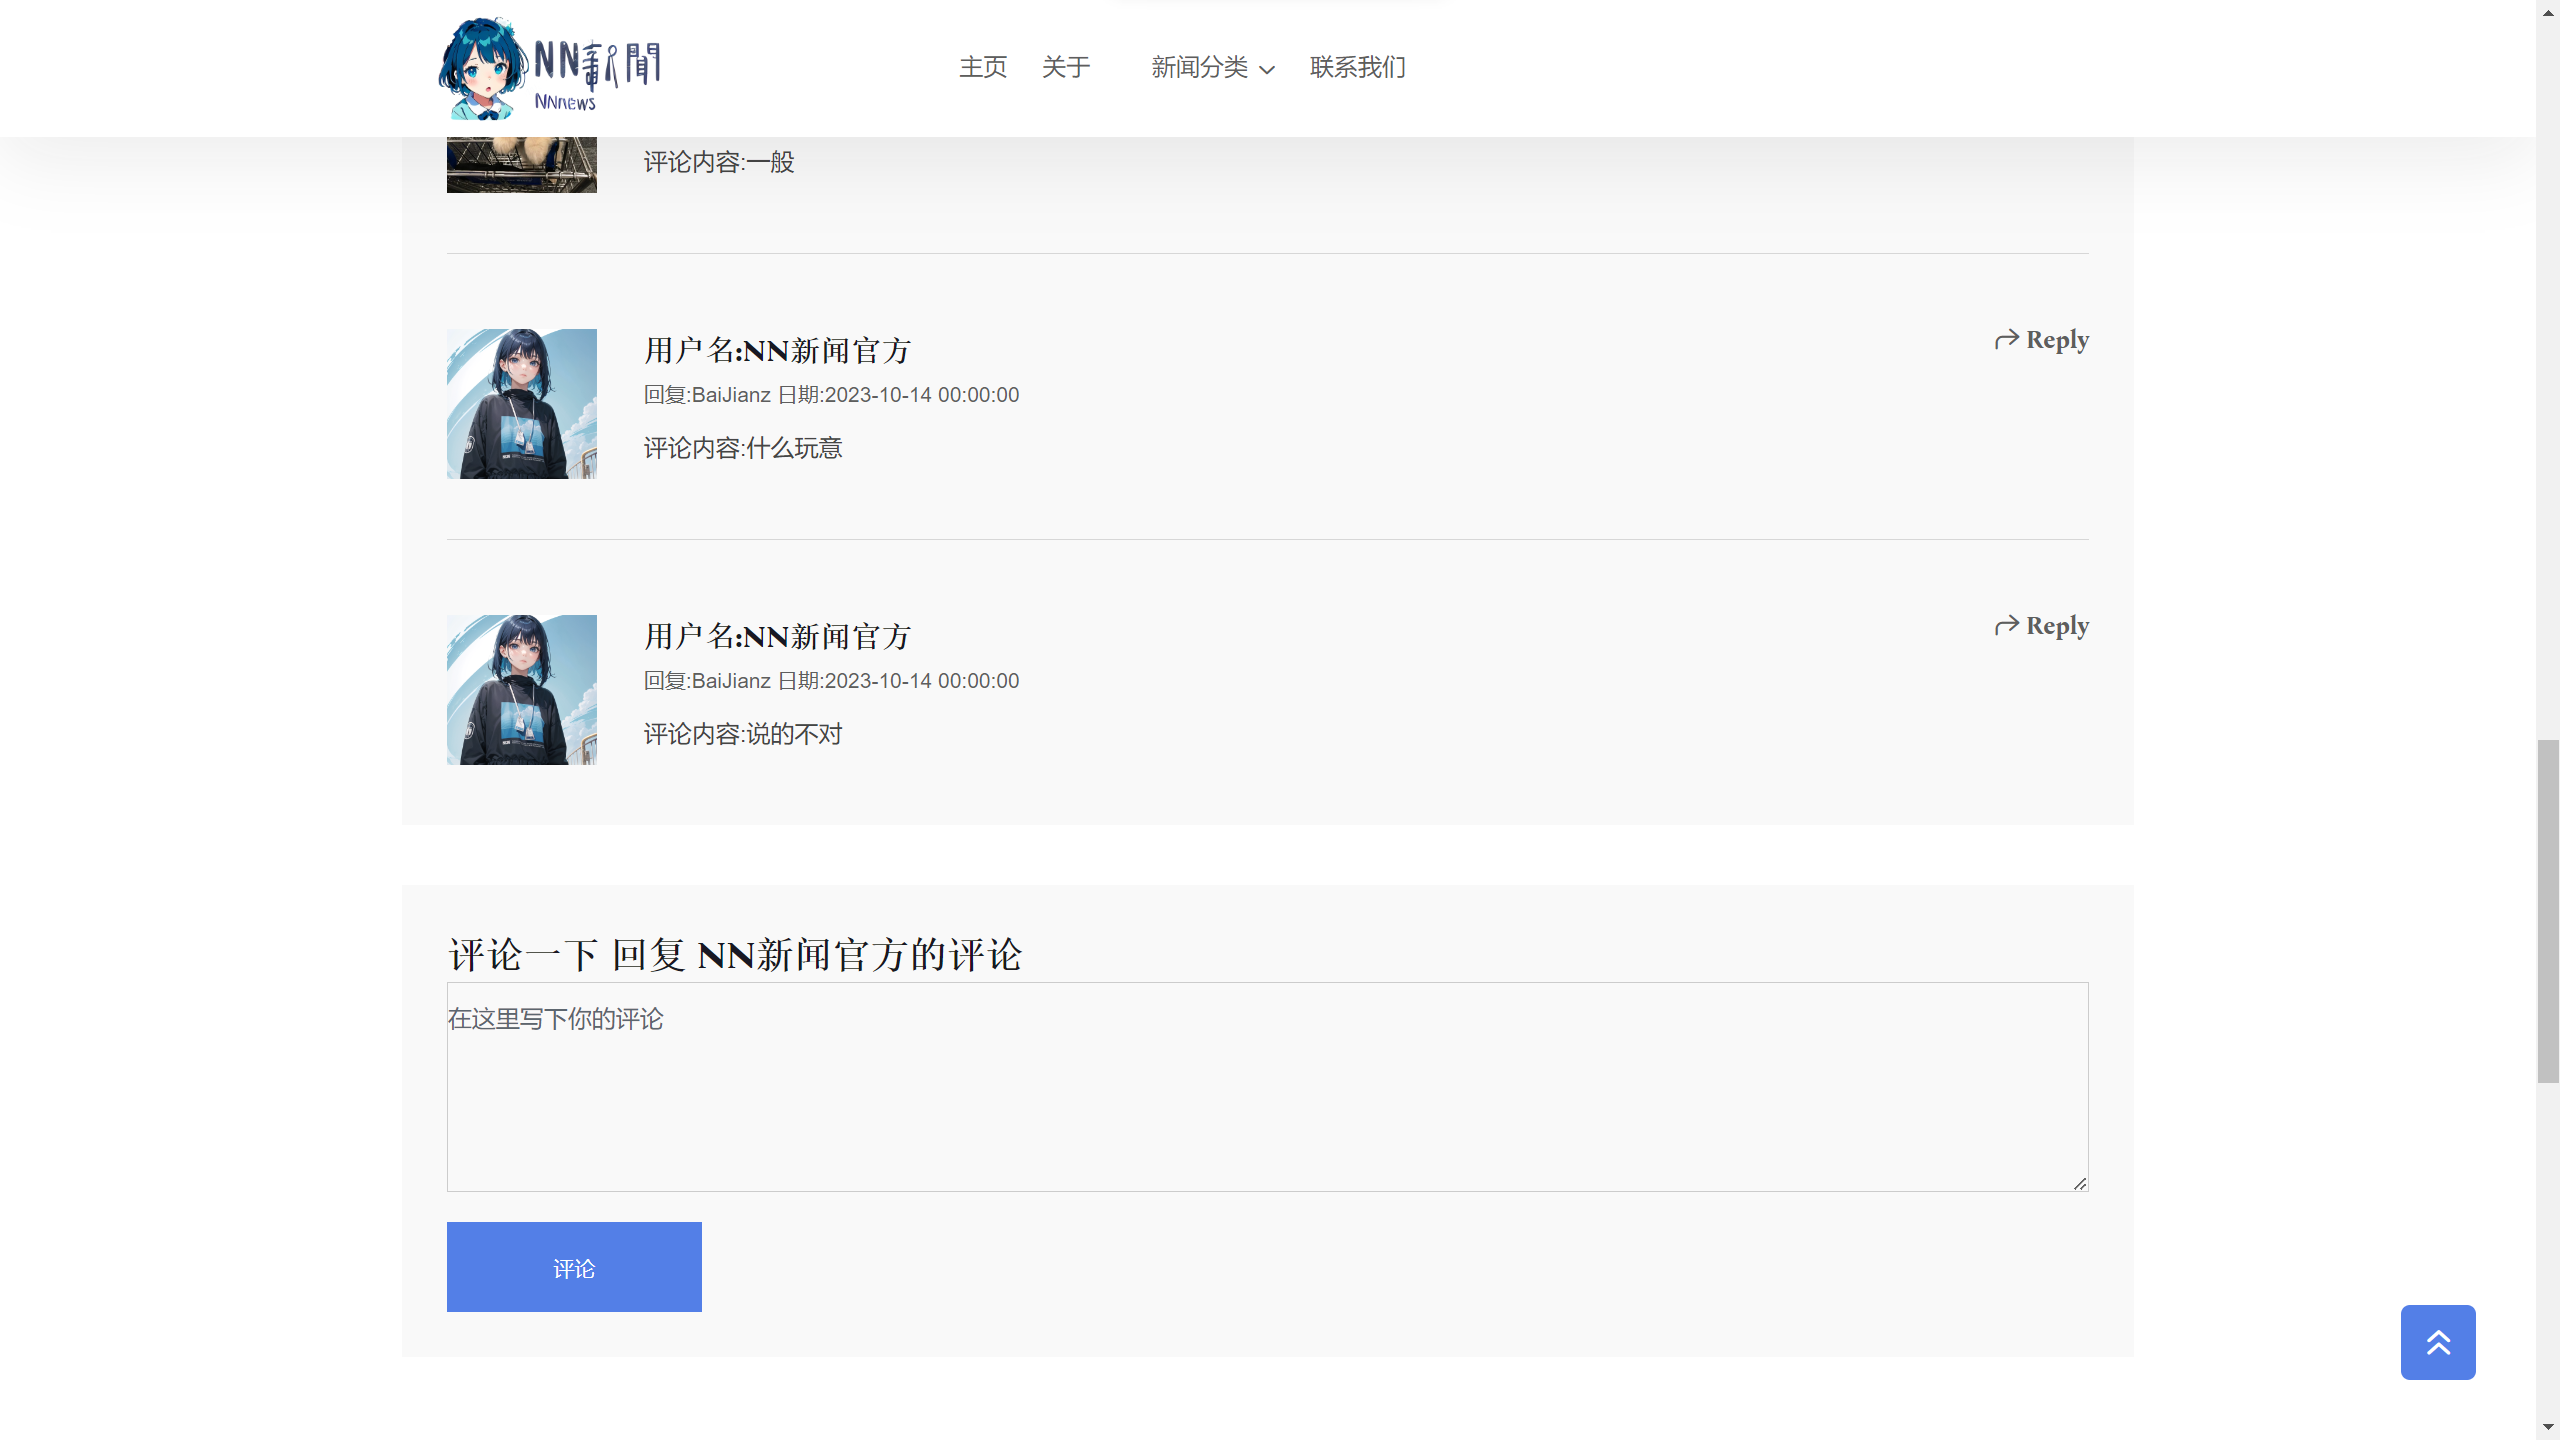 NN新聞
NNnews
主页
关于
新闻分类
联系我们
评论内容:一般
用户名:NN新闻官方
Reply
回复:BaiJianz 日期:2023-10-14 00:00:00
评论内容:什么玩意
用户名:NN新闻官方
Reply
回复:BaiJianz 日期:2023-10-14 00:00:00
评论内容:说的不对
评论一下 回复 NN新闻官方的评论
在这里写下你的评论
评论